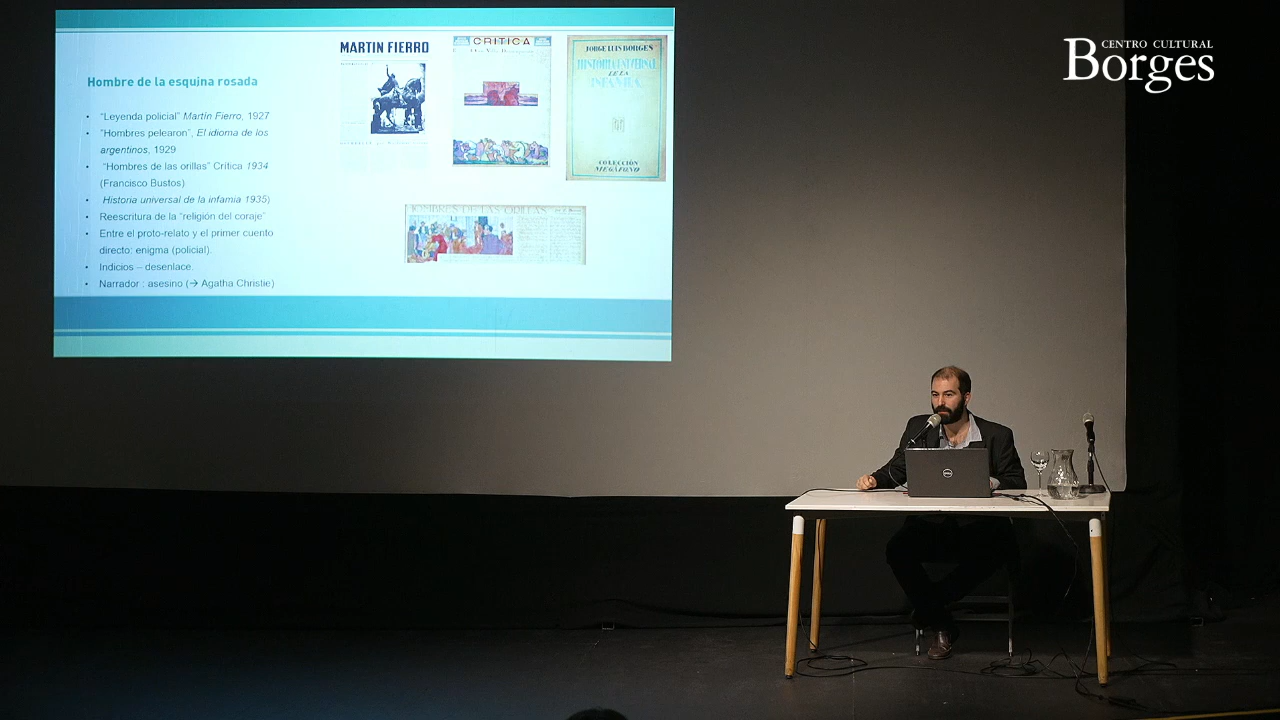 Hombre de la esquina rosada
• "Leyenda policial" Martín Fierro, 1927
• "Hombres pelearon", El idioma de los
argentinos, 1929
• "Hombres de las orillas" Crítica 1934
(Francisco Bustos)
• Historia universal de la infamia 1935)
• Reescritura de la "religión del coraje"
• Entre el proto-relato y el primer cuento
directo: enigma (policial).
• Indicios – desenlace.
• Narrador : asesino (→ Agatha Christie)
MARTIN FIERRO
CRITICA
JORGE LUIS BORGES
HISTORIA UNIVERSAL
DE LA
INFAMIA
COLECCIÓN
MEGÁFONO
HOMBRES DE LAS ORILLAS
CENTRO CULTURAL
Borges
DELL